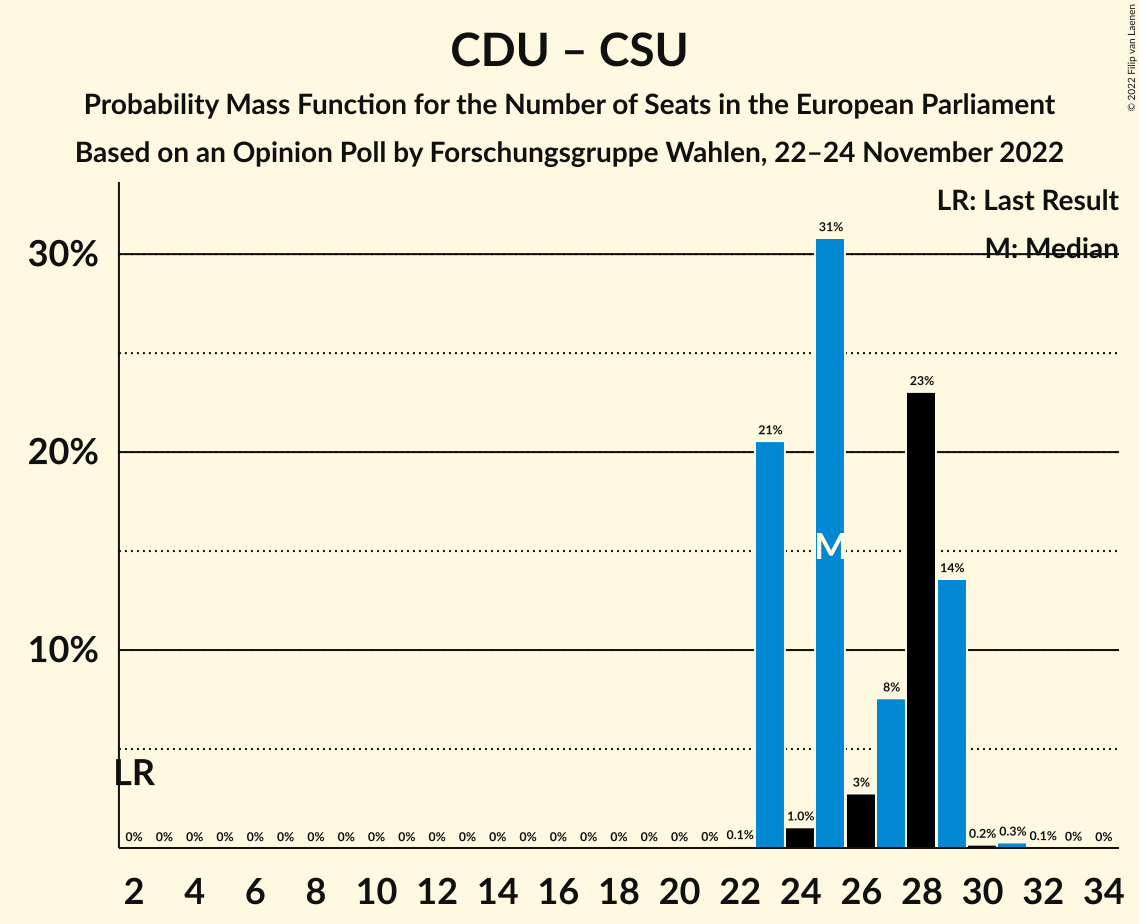 CDU – CSU
Probability Mass Function for the Number of Seats in the European Parliament
Based on an Opinion Poll by Forschungsgruppe Wahlen, 22–24 November 2022
© 2022 Filip van Laenen
LR: Last Result
M: Median
30%
20%
10%
31%
23%
21%
14%
8%
3%
1.0%
M
LR
0% 0% 0% 0% 0% 0% 0% 0% 0% 0% 0% 0% 0% 0% 0% 0% 0% 0% 0% 0% 0.1% 0.2% 0.3% 0.1% 0% 0%
2 4 6 8 10 12 14 16 18 20 22 24 26 28 30 32 34